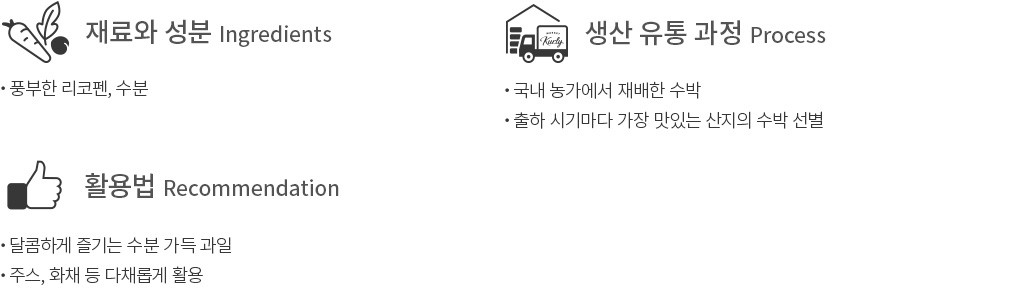 재료와 성분 Ingredients
• 풍부한 리코펜, 수분
Kurly
생산 유통 과정 Process
• 국내 농가에서 재배한 수박
• 출하 시기마다 가장 맛있는 산지의 수박 선별
활용법 Recommendation
• 달콤하게 즐기는 수분 가득 과일
• 주스, 화채 등 다채롭게 활용